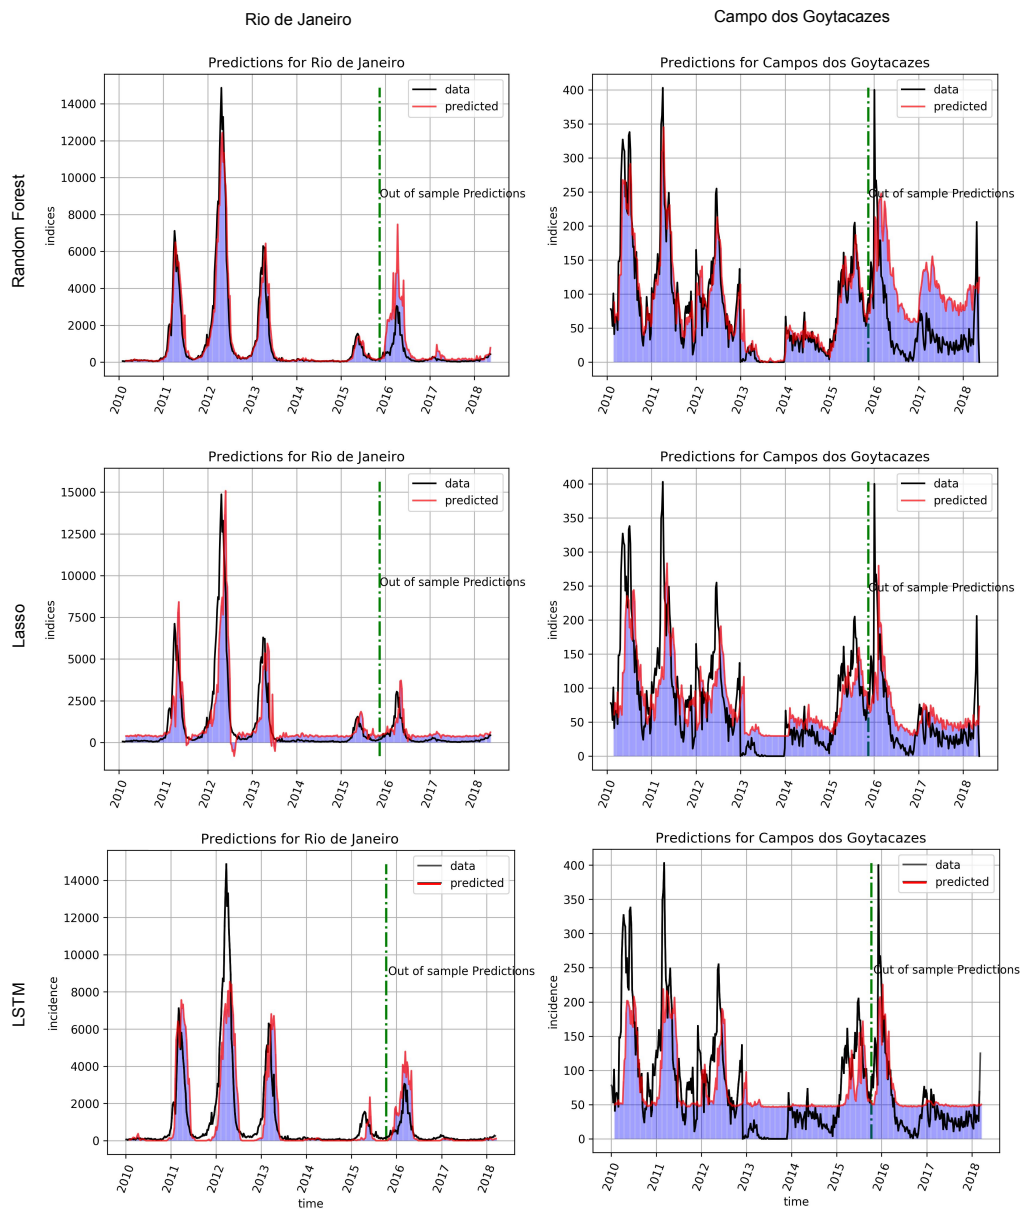 Rio de Janeiro
Campo dos Goytacazes
Random Forest
Predictions for Rio de Janeiro
data
predicted
Out of sample Predictions
indices
14000
12000
10000
8000
6000
4000
2000
0
2010 2011 2012 2013 2014 2015 2016 2017 2018
Predictions for Campos dos Goytacazes
data
predicted
Out of sample Predictions
indices
400
350
300
250
200
150
100
50
0
2010 2011 2012 2013 2014 2015 2016 2017 2018
Lasso
Predictions for Rio de Janeiro
data
predicted
Out of sample Predictions
indices
15000
12500
10000
7500
5000
2500
0
2010 2011 2012 2013 2014 2015 2016 2017 2018
Predictions for Campos dos Goytacazes
data
predicted
Out of sample Predictions
indices
400
350
300
250
200
150
100
50
0
2010 2011 2012 2013 2014 2015 2016 2017 2018
LSTM
Predictions for Rio de Janeiro
data
predicted
Out of sample Predictions
incidence
14000
12000
10000
8000
6000
4000
2000
0
2010 2011 2012 2013 2014 2015 2016 2017 2018
time
Predictions for Campos dos Goytacazes
data
predicted
Out of sample Predictions
incidence
400
350
300
250
200
150
100
50
0
2010 2011 2012 2013 2014 2015 2016 2017 2018
time